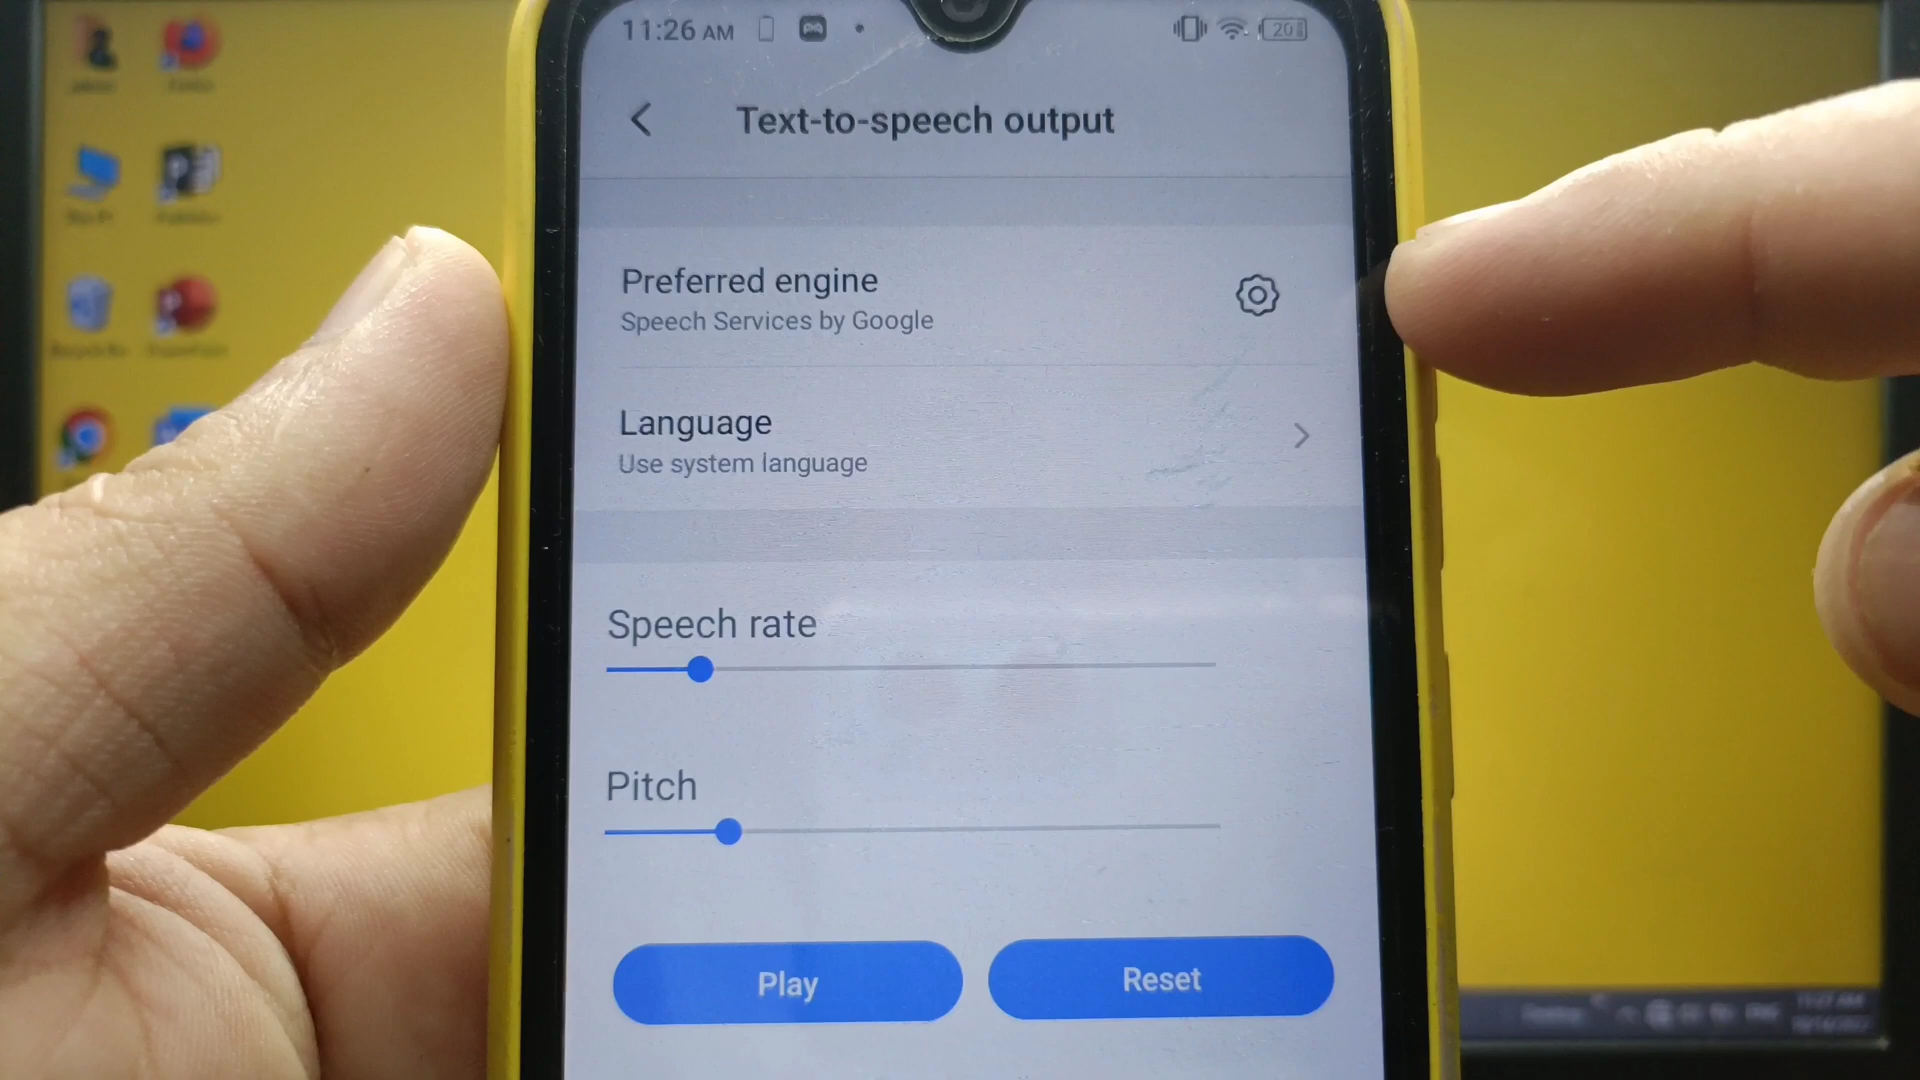 11:26 AM
20
Text-to-speech output
Preferred engine
Speech Services by Google
Language
Use system language
Speech rate
Pitch
Play
Reset